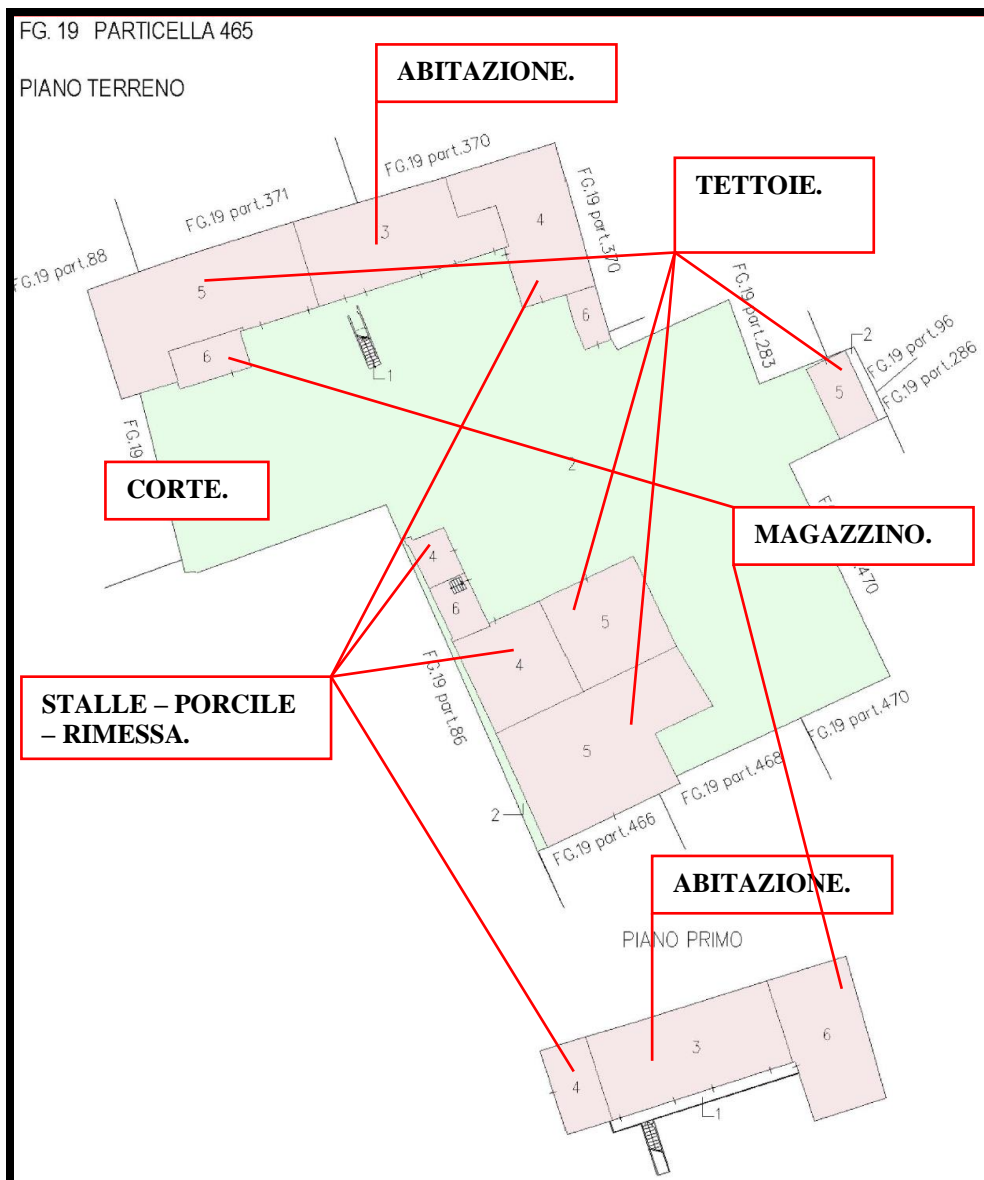 FG. 19 PARTICELLA 465
PIANO TERRENO
ABITAZIONE.
FG.19 part.370
FG.19 part.371
FG.19 part.88
TETTOIE.
FG.19 part.370
3
4
5
6
6
1
FG.19 part.283
2
FG.19 part.96
FG.19 part.286
5
FG.19
CORTE.
2
MAGAZZINO.
470
4
6
5
4
5
STALLE – PORCILE
– RIMESSA.
FG.19 part.86
2
FG.19 part.470
FG.19 part.468
FG.19 part.466
ABITAZIONE.
PIANO PRIMO
3
6
4
1